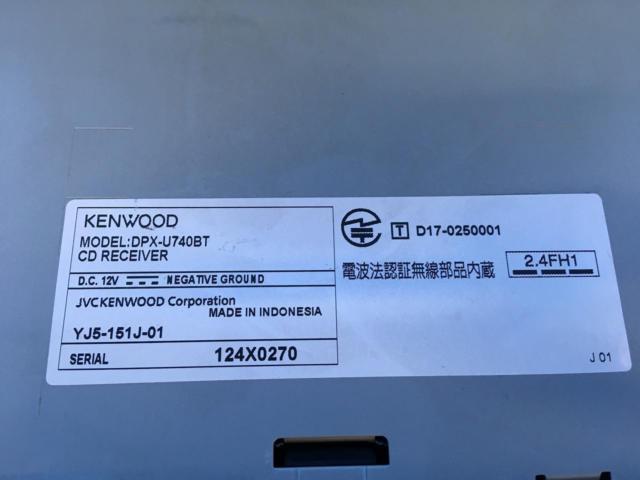 KENWOOD
MODEL:DPX-U740BT
CD RECEIVER
D.C. 12V NEGATIVE GROUND
JVCKENWOOD Corporation
MADE IN INDONESIA
YJ5-151J-01
SERIAL 124X0270
T D17-0250001
電波法認証無線部品内蔵 2.4FH1
J 01